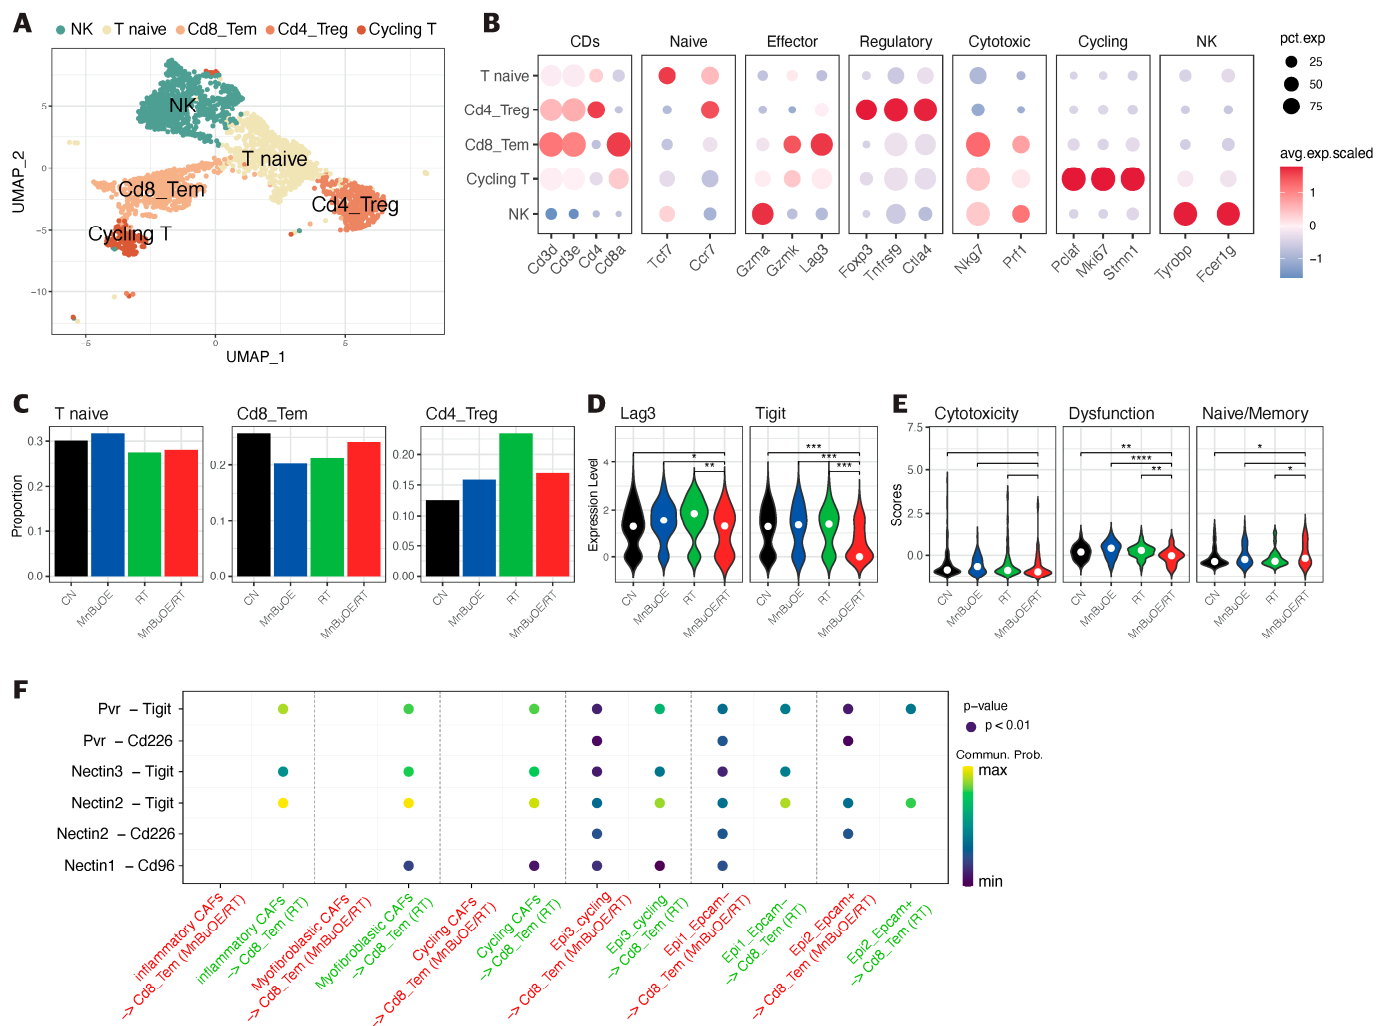 A
NK
T naive
Cd8_Tem
Cd4_Treg
Cycling T
NK
T naive
Cd8_Tem
Cd4_Treg
Cycling T
5
0
−5
−10
−5
0
5
UMAP_2
UMAP_1
B
CDs
Naive
Effector
Regulatory
Cytotoxic
Cycling
NK
T naive
Cd4_Treg
Cd8_Tem
Cycling T
NK
Cd3d
Cd3e
Cd4
Cd8a
Tcf7
Ccr7
Gzma
Gzmk
Lag3
Foxp3
Tnfrsf9
Ctla4
Nkg7
Prf1
Pclaf
Mki67
Stmn1
Tyrobp
Fcer1g
pct.exp
25
50
75
avg.exp.scaled
1
0
−1
C
T naive
Cd8_Tem
Cd4_Treg
Proportion
0.3
0.2
0.1
0.0
0.2
0.1
0.0
0.20
0.15
0.10
0.05
0.00
CN
MnBuOE
RT
MnBuOE/RT
CN
MnBuOE
RT
MnBuOE/RT
CN
MnBuOE
RT
MnBuOE/RT
D
Lag3
Tigit
Expression Level
4
2
0
*
**
***
***
***
CN
MnBuOE
RT
MnBuOE/RT
CN
MnBuOE
RT
MnBuOE/RT
E
Cytotoxicity
Dysfunction
Naive/Memory
Scores
7.5
5.0
2.5
0.0
**
****
**
*
*
CN
MnBuOE
RT
MnBuOE/RT
CN
MnBuOE
RT
MnBuOE/RT
CN
MnBuOE
RT
MnBuOE/RT
F
Pvr − Tigit
Pvr − Cd226
Nectin3 − Tigit
Nectin2 − Tigit
Nectin2 − Cd226
Nectin1 − Cd96
inflammatory CAFs
−> Cd8_Tem (MnBuOE/RT)
inflammatory CAFs
−> Cd8_Tem (RT)
Myofibroblastic CAFs
−> Cd8_Tem (MnBuOE/RT)
Myofibroblastic CAFs
−> Cd8_Tem (RT)
Cycling CAFs
−> Cd8_Tem (MnBuOE/RT)
Cycling CAFs
−> Cd8_Tem (RT)
Epi3_cycling
−> Cd8_Tem (MnBuOE/RT)
Epi3_cycling
−> Cd8_Tem (RT)
Epi1_Epcam−
−> Cd8_Tem (MnBuOE/RT)
Epi1_Epcam−
−> Cd8_Tem (RT)
Epi2_Epcam+
−> Cd8_Tem (MnBuOE/RT)
Epi2_Epcam+
−> Cd8_Tem (RT)
p−value
p < 0.01
Commun. Prob.
max
min